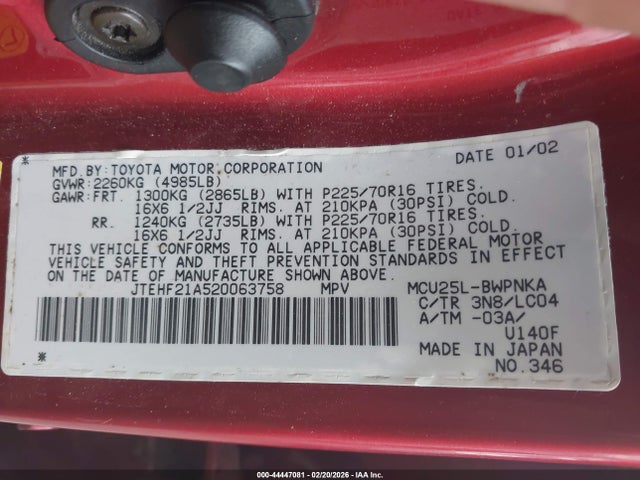 MFD.BY:TOYOTA MOTOR CORPORATION DATE 01/02
GVWR:2260KG (4985LB)
GAWR:FRT. 1300KG (2865LB) WITH P225/70R16 TIRES.
16X6 1/2JJ RIMS. AT 210KPA (30PSI) COLD.
RR. 1240KG (2735LB) WITH P225/70R16 TIRES.
16X6 1/2JJ RIMS. AT 210KPA (30PSI) COLD.
THIS VEHICLE CONFORMS TO ALL APPLICABLE FEDERAL MOTOR
VEHICLE SAFETY AND THEFT PREVENTION STANDARDS IN EFFECT
ON THE DATE OF MANUFACTURE SHOWN ABOVE.
JTEHF21A520063758 MPV MCU25L-BWPNKA
C/TR 3N8/LC04
A/TM -03A/
U140F
MADE IN JAPAN
NO.346
000-44447081 - 02/20/2026 - IAA Inc.